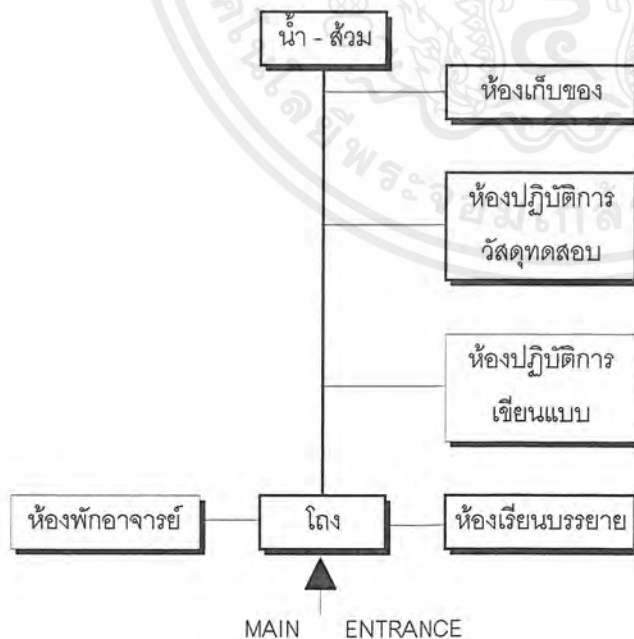 น้ำ - ส้วม
ห้องเก็บของ
ห้องปฏิบัติการ
วัสดุทดสอบ
ห้องปฏิบัติการ
เขียนแบบ
ห้องพักอาจารย์
โถง
ห้องเรียนบรรยาย
MAIN ENTRANCE